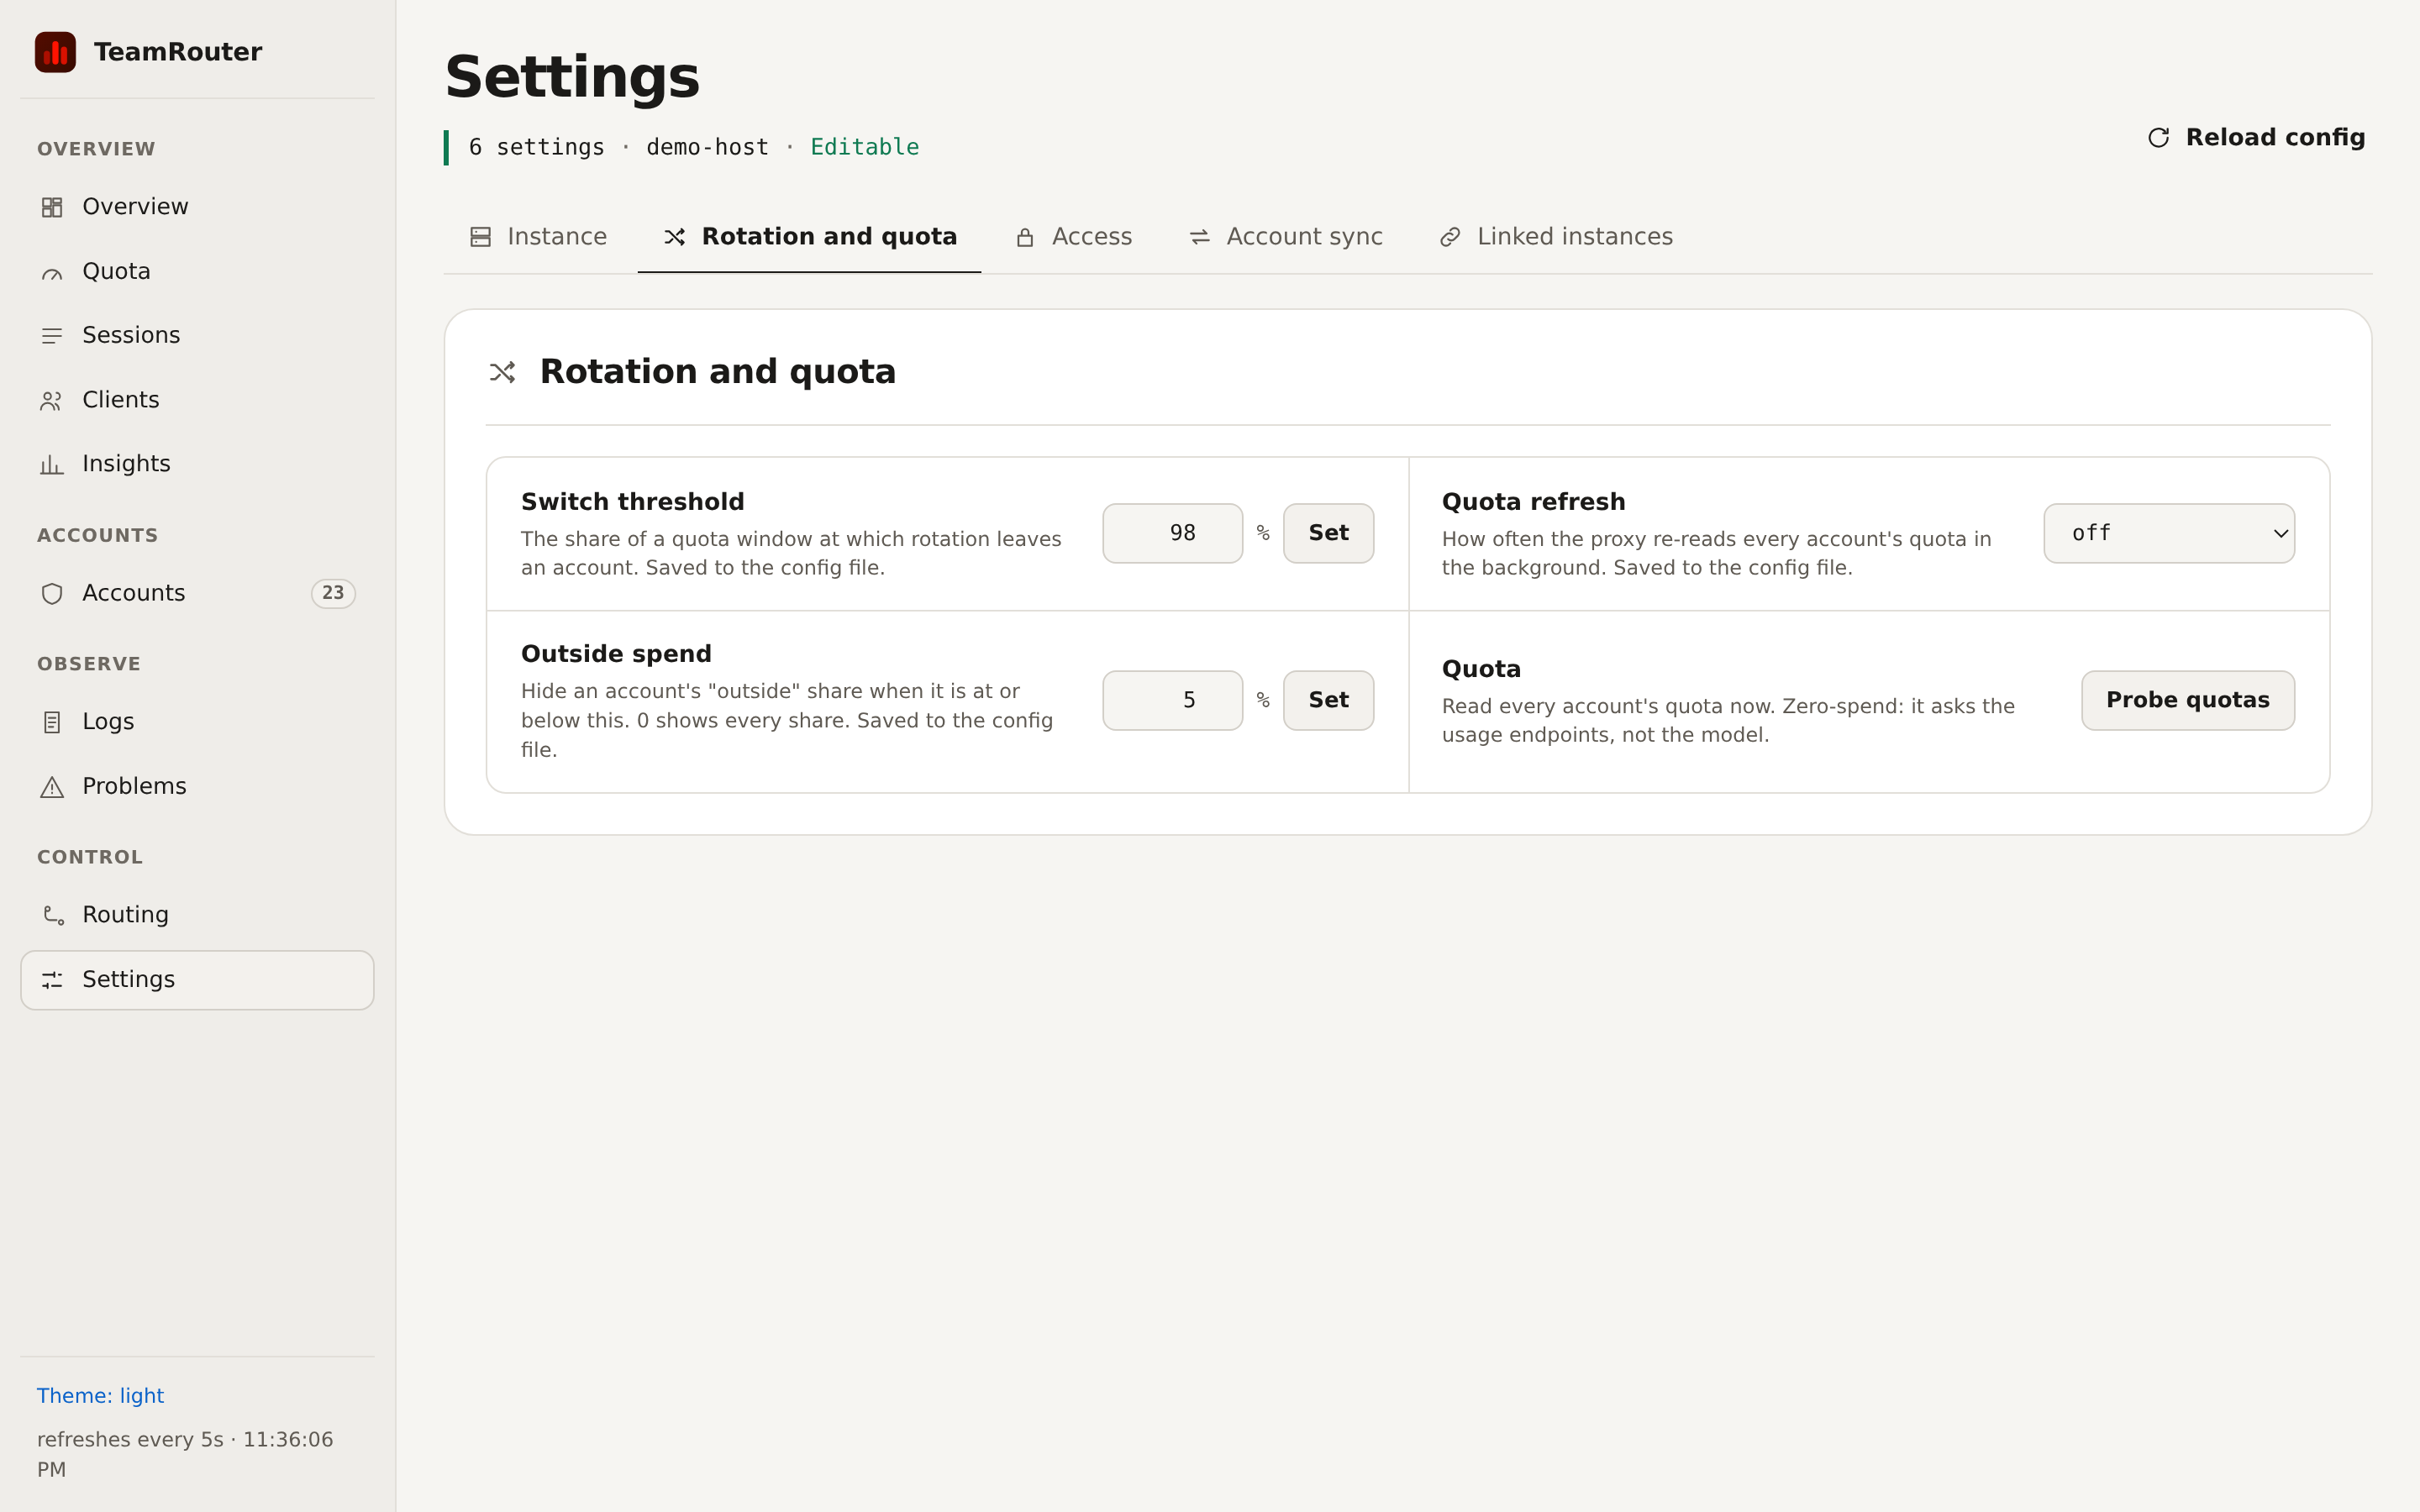 TeamRouter
OVERVIEW
Overview
Quota
Sessions
Clients
Insights
ACCOUNTS
Accounts 23
OBSERVE
Logs
Problems
CONTROL
Routing
Settings
Theme: light
refreshes every 5s · 11:36:06
PM
Settings
6 settings · demo-host · Editable
Reload config
Instance Rotation and quota Access Account sync Linked instances
Rotation and quota
Switch threshold
The share of a quota window at which rotation leaves
an account. Saved to the config file.
98 % Set
Quota refresh
How often the proxy re-reads every account's quota in
the background. Saved to the config file.
off
Outside spend
Hide an account's "outside" share when it is at or
below this. 0 shows every share. Saved to the config
file.
5 % Set
Quota
Read every account's quota now. Zero-spend: it asks the
usage endpoints, not the model.
Probe quotas